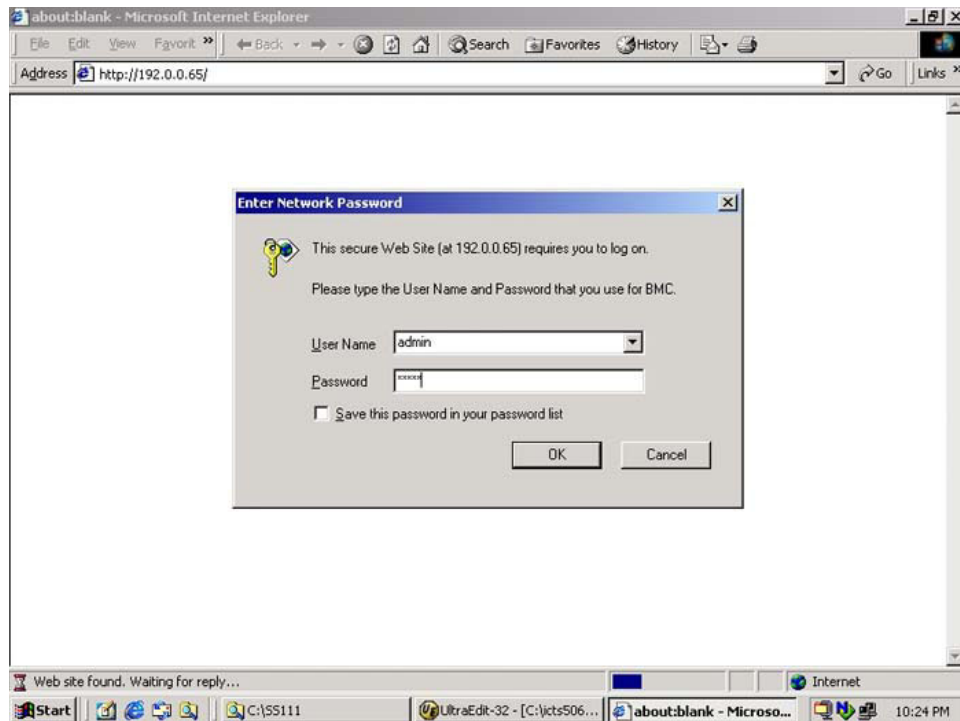 about:blank - Microsoft Internet Explorer
File Edit View Favorit » Back Search Favorites History
Address http://192.0.0.65/ Go Links »
Enter Network Password
This secure Web Site (at 192.0.0.65) requires you to log on.
Please type the User Name and Password that you use for BMC.
User Name admin
Password *****
Save this password in your password list
OK Cancel
Web site found. Waiting for reply... Internet
Start C:\SS111 UltraEdit-32 - [C:\icts506... about:blank - Microso... 10:24 PM